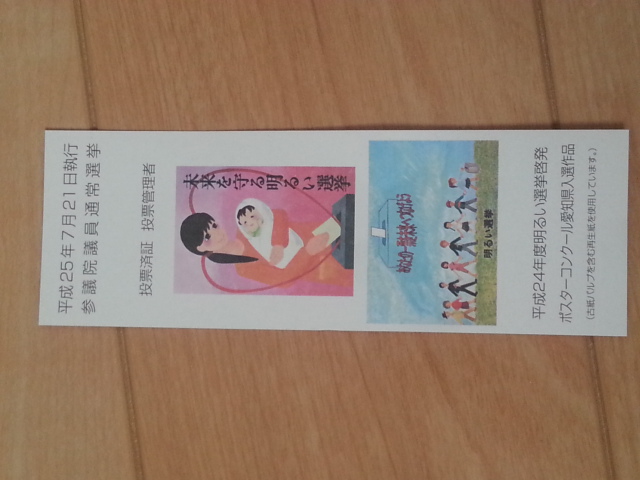 平成25年7月21日執行
参議院議員通常選挙
投票済証 投票管理者
未来を守る明るい選挙
明るい選挙
平成24年度明るい選挙啓発
ポスターコンクール愛知県入選作品
(古紙パルプを含む再生紙を使用しています。)